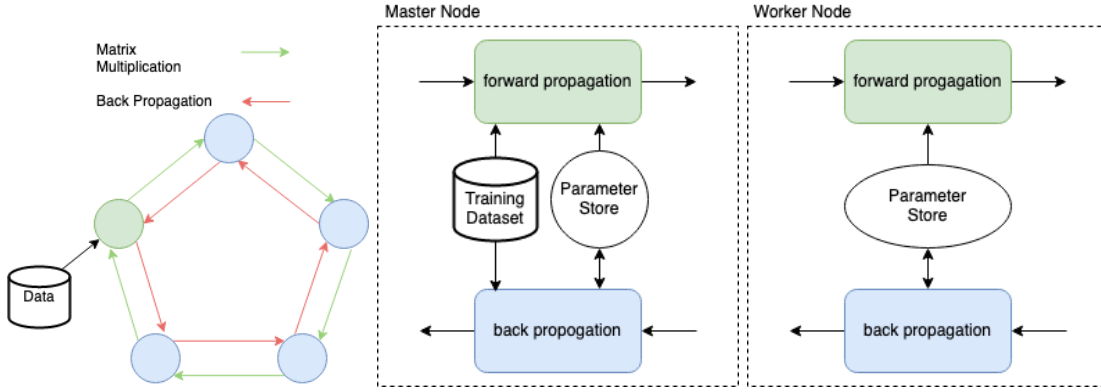 Matrix
Multiplication
Back Propagation
Data
Master Node
forward propagation
Training
Dataset
Parameter
Store
back propogation
Worker Node
forward progagation
Parameter
Store
back propagation